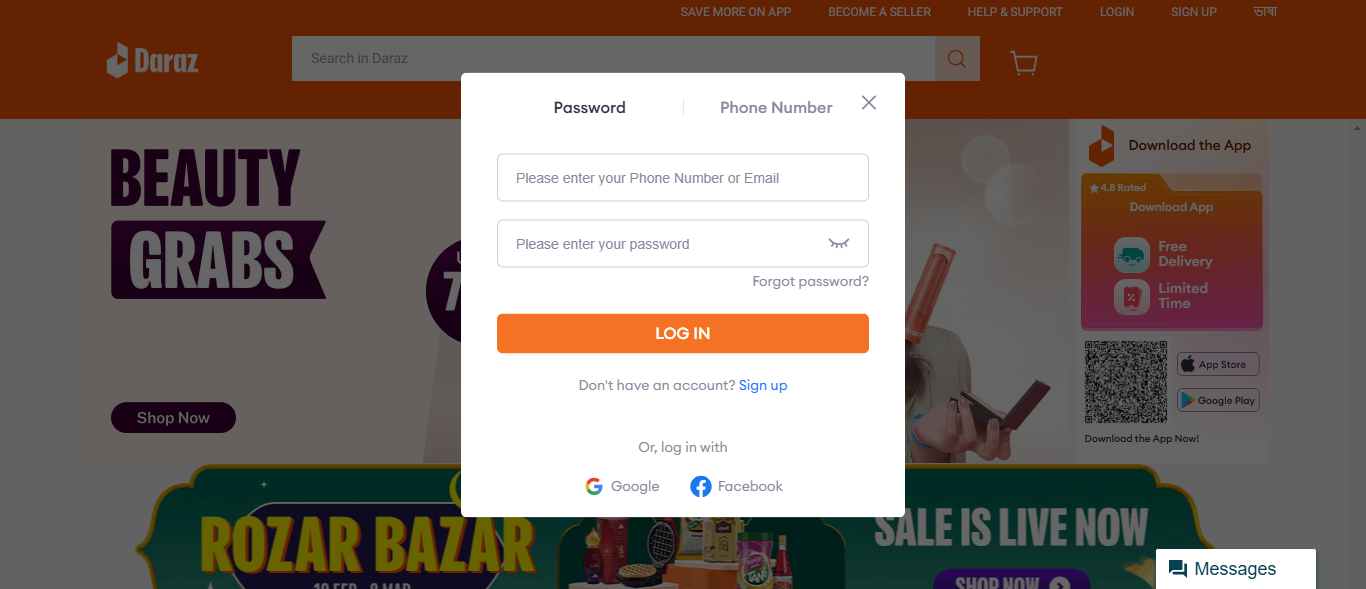 SAVE MORE ON APP
BECOME A SELLER
HELP & SUPPORT
LOGIN
SIGN UP
भाषा
Daraz
Search in Daraz
Password
Phone Number
Please enter your Phone Number or Email
Please enter your password
Forgot password?
LOG IN
Don't have an account? Sign up
Or, log in with
Google
Facebook
BEAUTY
GRABS
Shop Now
Download the App
4.8 Rated
Download App
Free
Delivery
Limited
Time
App Store
Google Play
Download the App Now!
ROZAR BAZAR
SALE IS LIVE NOW
SHOP NOW
TANG
Messages